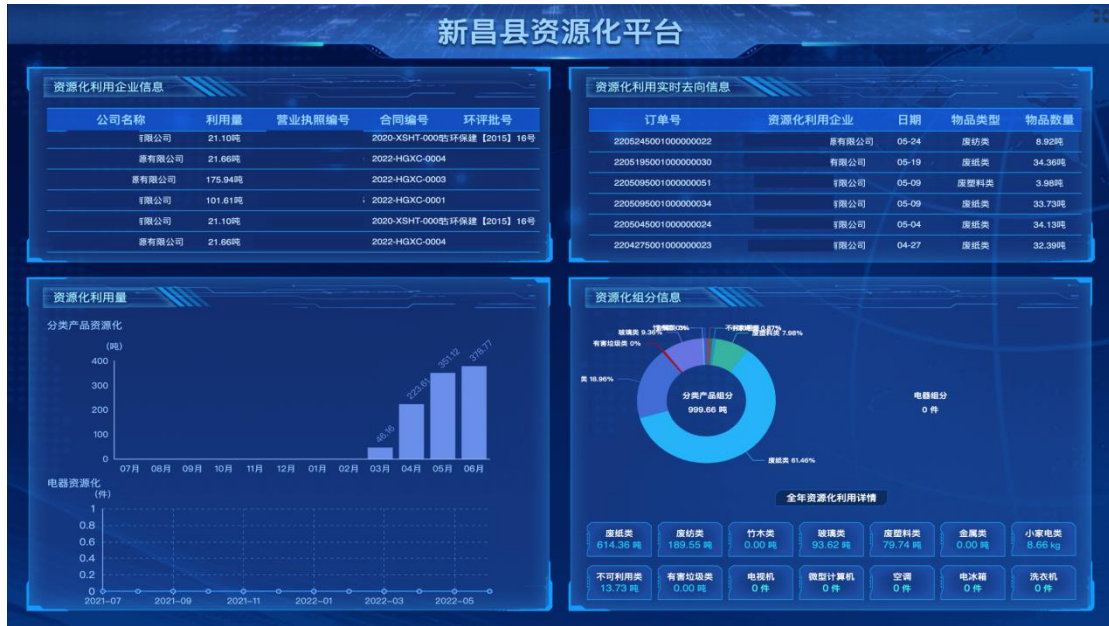 新昌县资源化平台
资源化利用企业信息
公司名称 利用量 营业执照编号 合同编号 环评批号
有限公司 21.10吨 2020-XSHT-0005 环保建【2015】16号
源有限公司 21.66吨 2022-HGXC-0004
源有限公司 175.94吨 2022-HGXC-0003
有限公司 101.61吨 2022-HGXC-0001
有限公司 21.10吨 2020-XSHT-0005 环保建【2015】16号
源有限公司 21.66吨 2022-HGXC-0004
资源化利用实时去向信息
订单号 资源化利用企业 日期 物品类型 物品数量
2205245001000000022 源有限公司 05-24 废纺类 8.92吨
2205195001000000030 有限公司 05-19 废纸类 34.36吨
2205095001000000051 有限公司 05-09 废塑料类 3.98吨
2205095001000000034 有限公司 05-09 废纸类 33.73吨
2205045001000000024 有限公司 05-04 废纸类 34.13吨
2204275001000000023 有限公司 04-27 废纸类 32.39吨
资源化利用量
分类产品资源化
(吨)
400
300
200
100
0
46.16 223.61 351.12 378.77
07月 08月 09月 10月 11月 12月 01月 02月 03月 04月 05月 06月
电器资源化
(件)
1
0.8
0.6
0.4
0.2
0
2021-07 2021-09 2021-11 2022-01 2022-03 2022-05
资源化组分信息
玻璃类 9.36%
废塑料类 7.98%
有害垃圾类 0%
类 18.96%
分类产品组分
999.66 吨
废纸类 61.46%
电器组分
0 件
全年资源化利用详情
废纸类 废纺类 竹木类 玻璃类 废塑料类 金属类 小家电类
614.36 吨 189.55 吨 0.00 吨 93.62 吨 79.74 吨 0.00 吨 8.66 kg
不可利用类 有害垃圾类 电视机 微型计算机 空调 电冰箱 洗衣机
13.73 吨 0.00 吨 0 件 0 件 0 件 0 件 0 件